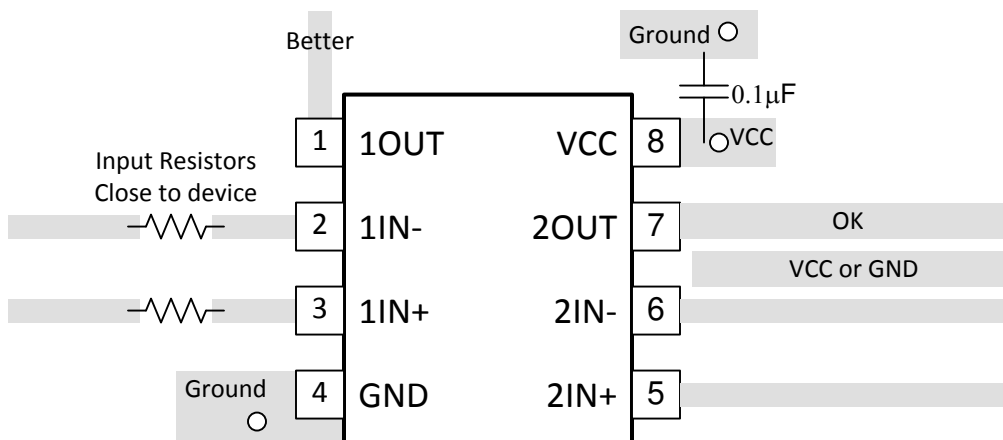 Better
Ground
0.1μF
1 1OUT VCC 8 VCC
Input Resistors
Close to device
2 1IN- 2OUT 7 OK
VCC or GND
3 1IN+ 2IN- 6
Ground 4 GND 2IN+ 5